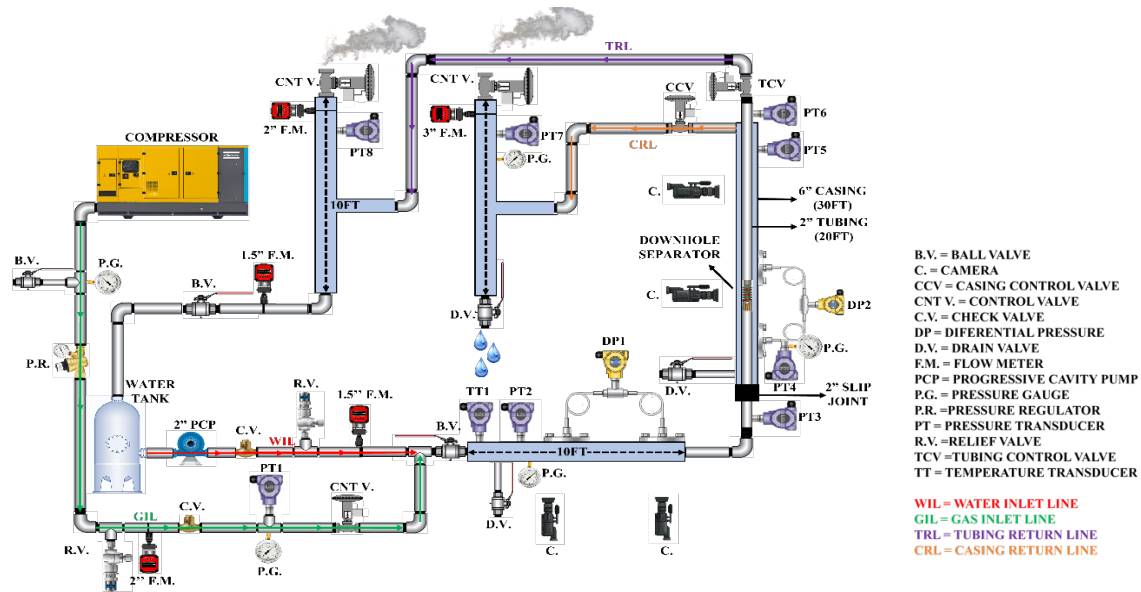 TRL
CNT V.
CNT V.
CCV
TCV
2” F.M.
3” F.M.
PT6
COMPRESSOR
PT8
PT7
PT5
CRL
P.G.
C.
6” CASING
(30FT)
10FT
2” TUBING
(20FT)
DOWNHOLE
SEPARATOR
B.V.
P.G.
1.5” F.M.
B.V.
C.
DP2
D.V.
DP1
P.G.
P.R.
WATER
TANK
R.V.
1.5” F.M.
TT1
PT2
D.V.
PT4
2” SLIP
JOINT
2” PCP
C.V.
WIL
B.V.
PT3
10FT
PT1
P.G.
C.V.
CNT V.
D.V.
GIL
R.V.
2” F.M.
P.G.
C.
C.
B.V. = BALL VALVE
C. = CAMERA
CCV = CASING CONTROL VALVE
CNT V. = CONTROL VALVE
C.V. = CHECK VALVE
DP = DIFERENTIAL PRESSURE
D.V. = DRAIN VALVE
F.M. = FLOW METER
PCP = PROGRESSIVE CAVITY PUMP
P.G. = PRESSURE GAUGE
P.R. =PRESSURE REGULATOR
PT = PRESSURE TRANSDUCER
R.V. =RELIEF VALVE
TCV =TUBING CONTROL VALVE
TT = TEMPERATURE TRANSDUCER
WIL = WATER INLET LINE
GIL = GAS INLET LINE
TRL = TUBING RETURN LINE
CRL = CASING RETURN LINE